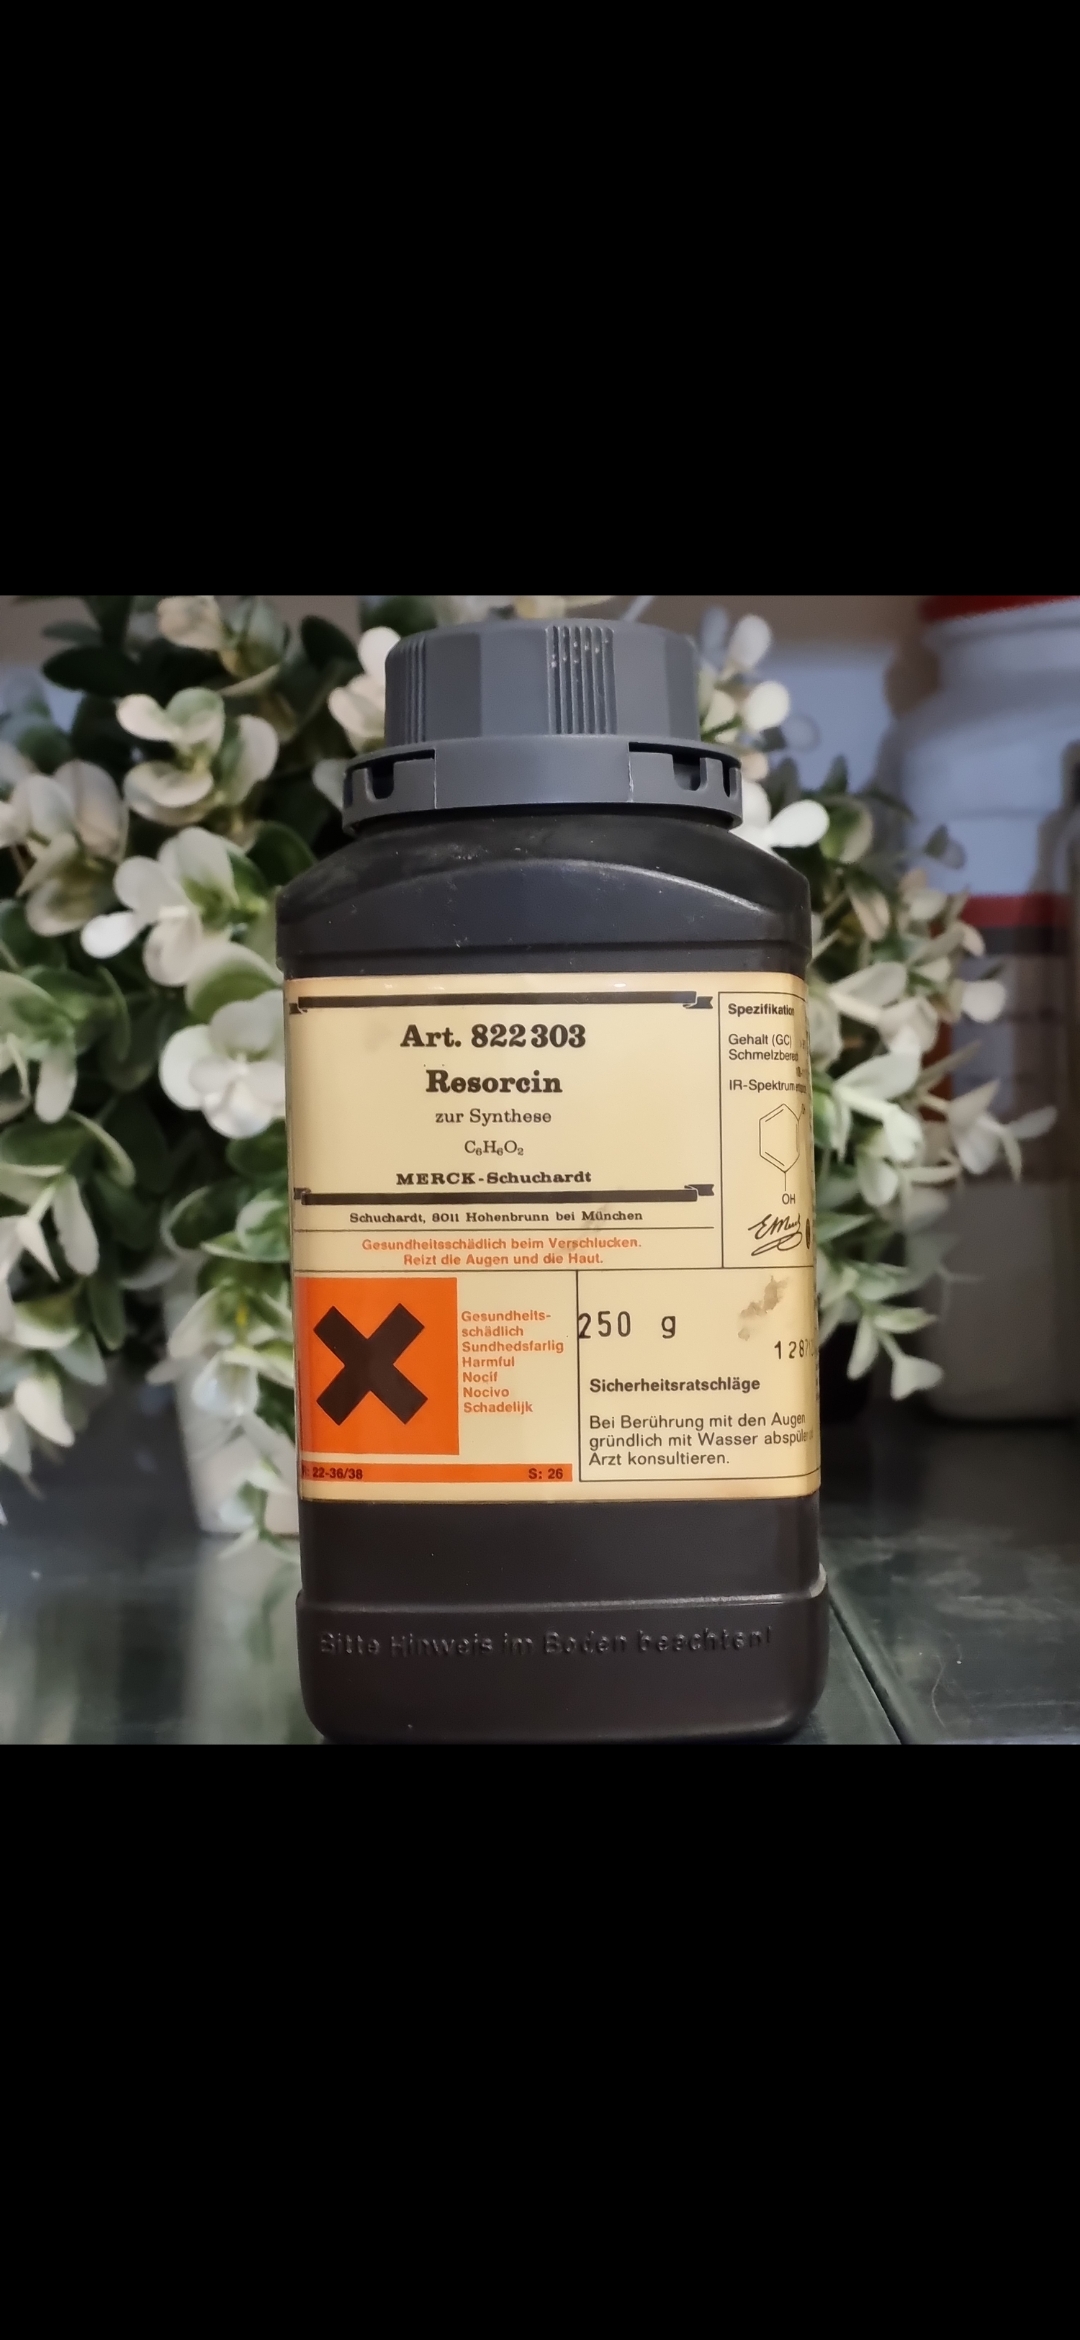 Art. 822303
Resorcin
zur Synthese
C₆H₆O₂
MERCK-Schuchardt
Schuchardt, 8011 Hohenbrunn bei München
Gesundheitsschädlich beim Verschlucken.
Reizt die Augen und die Haut.
Spezifikation
Gehalt (GC)
IR-Spektrum
OH
Gesundheits-
schädlich
Sundhedsfarlig
Harmful
Nocif
Nocivo
Schadelijk
R: 22-36/38
S: 26
250 g
Sicherheitsratschläge
Bei Berührung mit den Augen
gründlich mit Wasser
Arzt konsultieren.
Bitte Hinweis im Boden beachten!